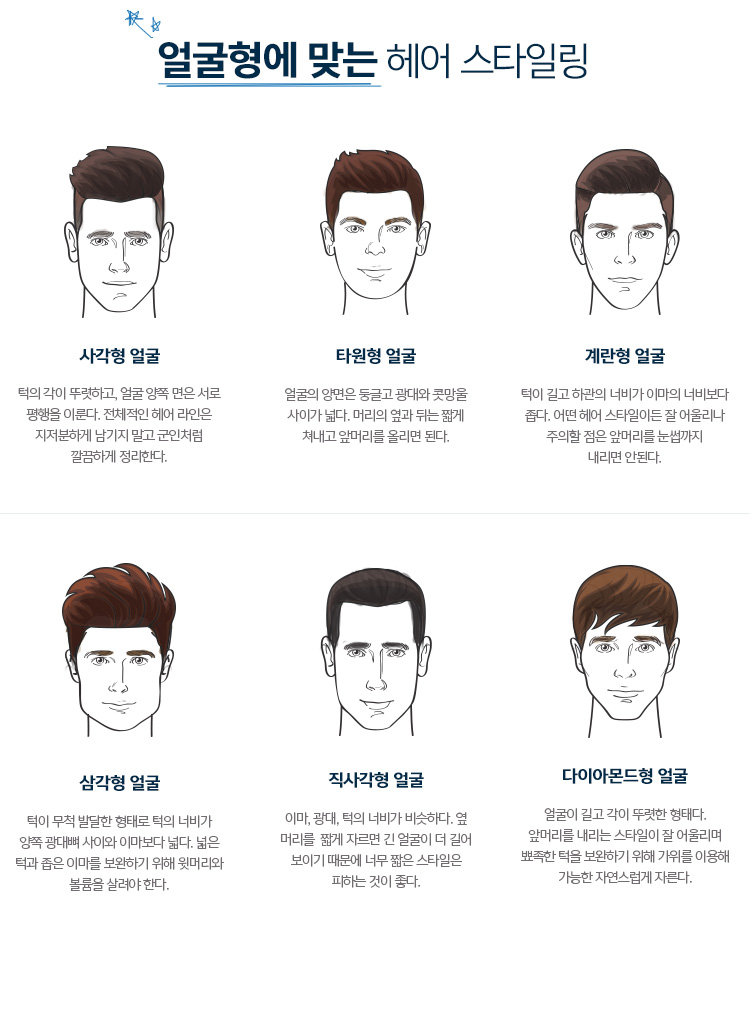 얼굴형에 맞는 헤어 스타일링
사각형 얼굴
턱의 각이 뚜렷하고, 얼굴 양쪽 면은 서로
평행을 이룬다. 전체적인 헤어 라인은
지저분하게 남기지 말고 군인처럼
깔끔하게 정리한다.
타원형 얼굴
얼굴의 양면은 둥글고 광대와 콧망울
사이가 넓다. 머리의 옆과 뒤는 짧게
쳐내고 앞머리를 올리면 된다.
계란형 얼굴
턱이 길고 하관의 너비가 이마의 너비보다
좁다. 어떤 헤어 스타일이든 잘 어울리나
주의할 점은 앞머리를 눈썹까지
내리면 안된다.
삼각형 얼굴
턱이 무척 발달한 형태로 턱의 너비가
양쪽 광대뼈 사이와 이마보다 넓다. 넓은
턱과 좁은 이마를 보완하기 위해 윗머리와
볼륨을 살려야 한다.
직사각형 얼굴
이마, 광대, 턱의 너비가 비슷하다. 옆
머리를 짧게 자르면 긴 얼굴이 더 길어
보이기 때문에 너무 짧은 스타일은
피하는 것이 좋다.
다이아몬드형 얼굴
얼굴이 길고 각이 뚜렷한 형태다.
앞머리를 내리는 스타일이 잘 어울리며
뾰족한 턱을 보완하기 위해 가위를 이용해
가능한 자연스럽게 자른다.